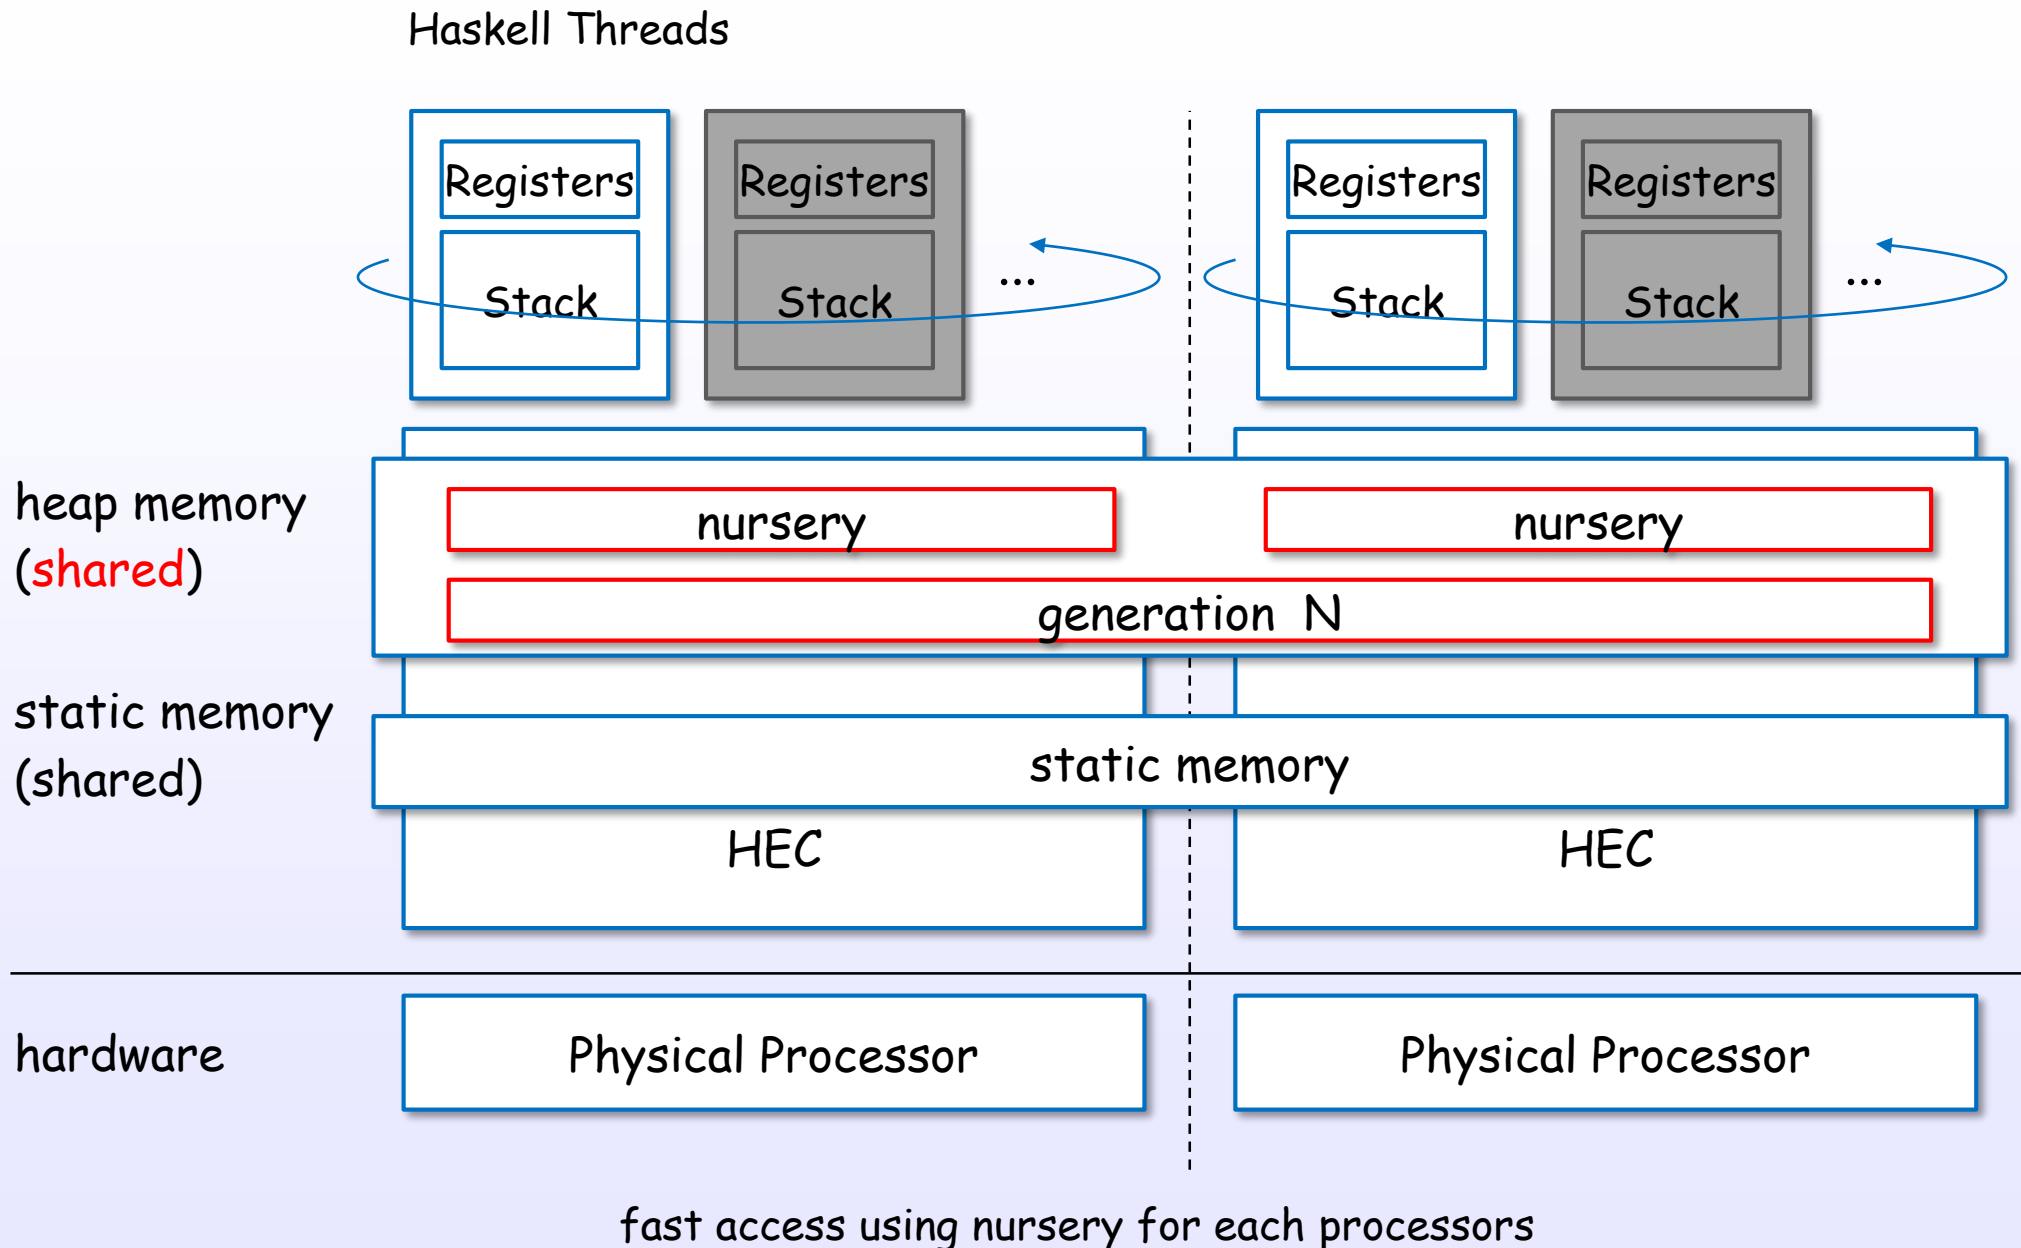 Haskell Threads
Registers Registers Registers Registers
Stack Stack ... Stack Stack ...
heap memory
(shared)
nursery nursery
generation N
static memory
(shared)
static memory
HEC HEC
hardware
Physical Processor Physical Processor
fast access using nursery for each processors